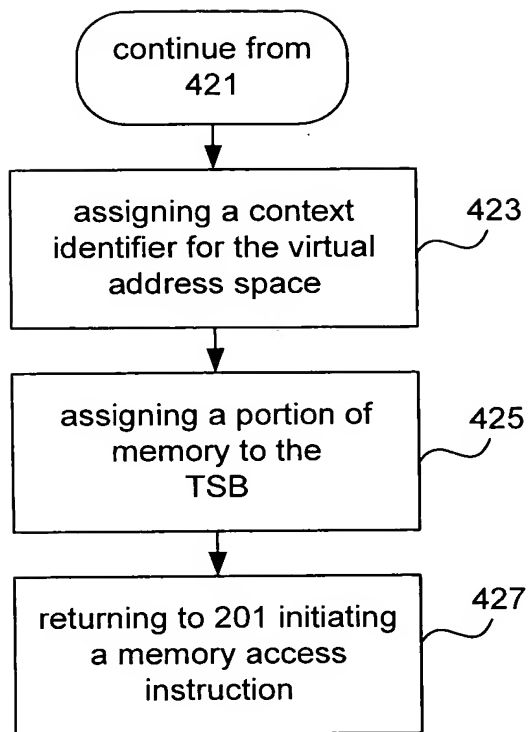 continue from
421
assigning a context
identifier for the virtual
address space
423
assigning a portion of
memory to the
TSB
425
returning to 201 initiating
a memory access
instruction
427